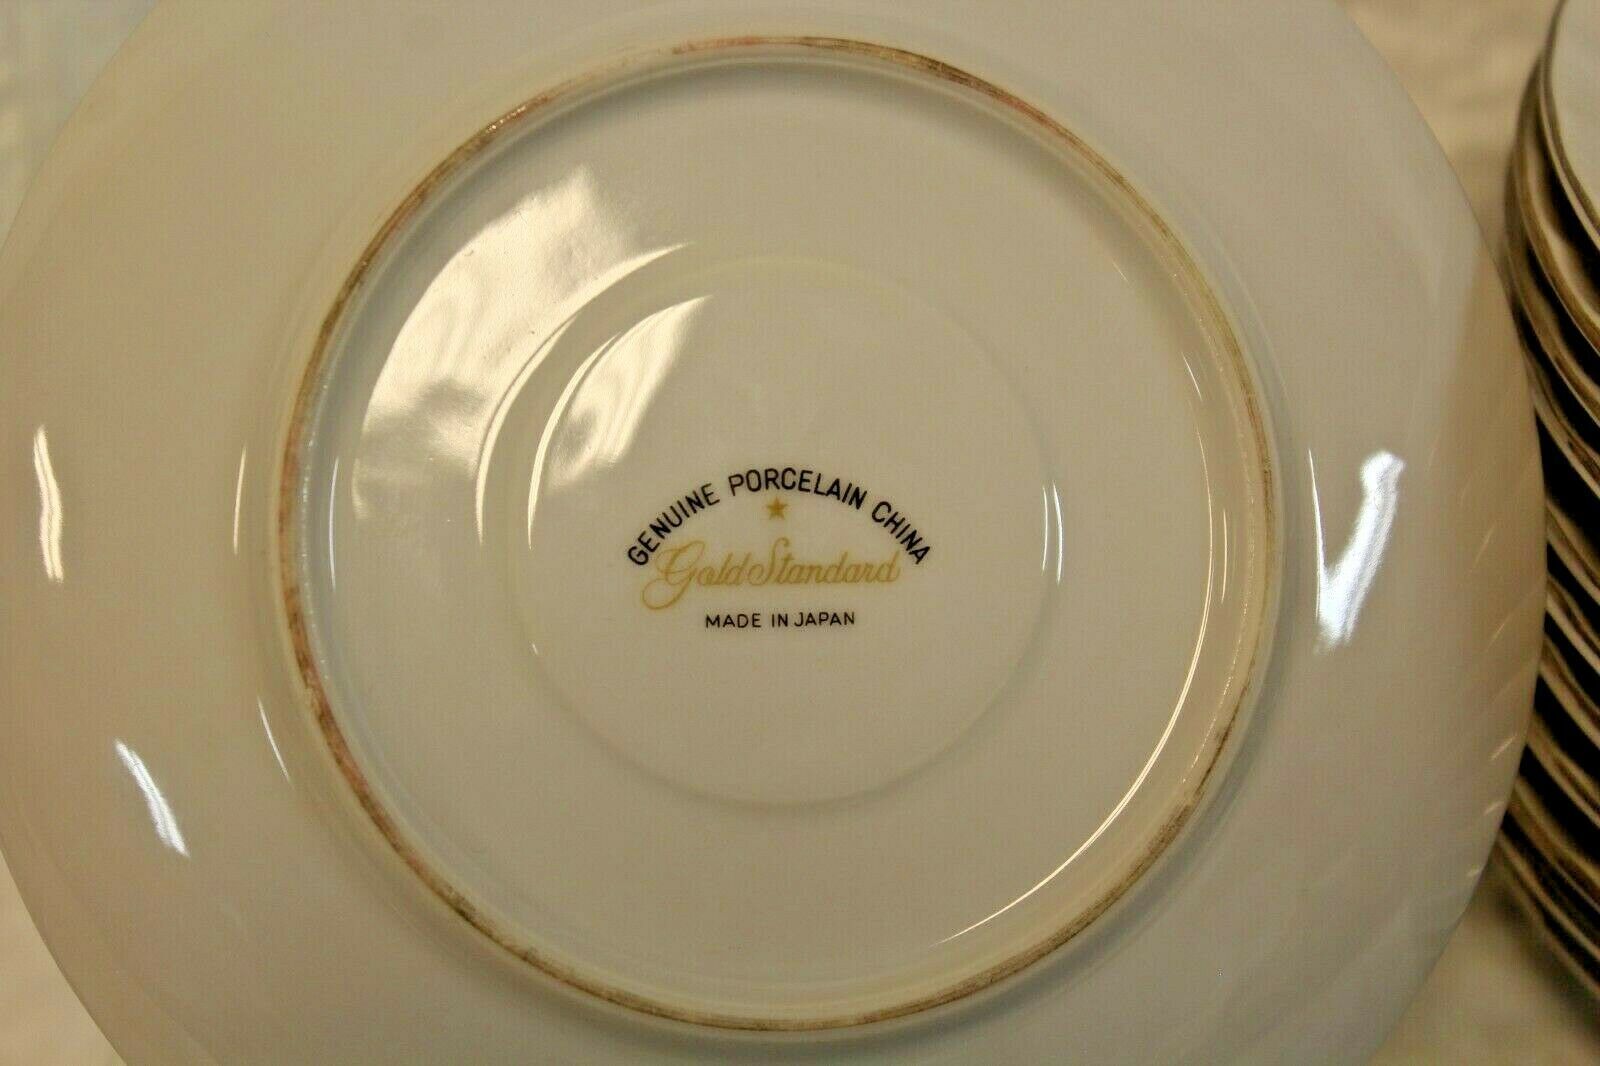 GENUINE PORCELAIN CHINA
Gold Standard
MADE IN JAPAN